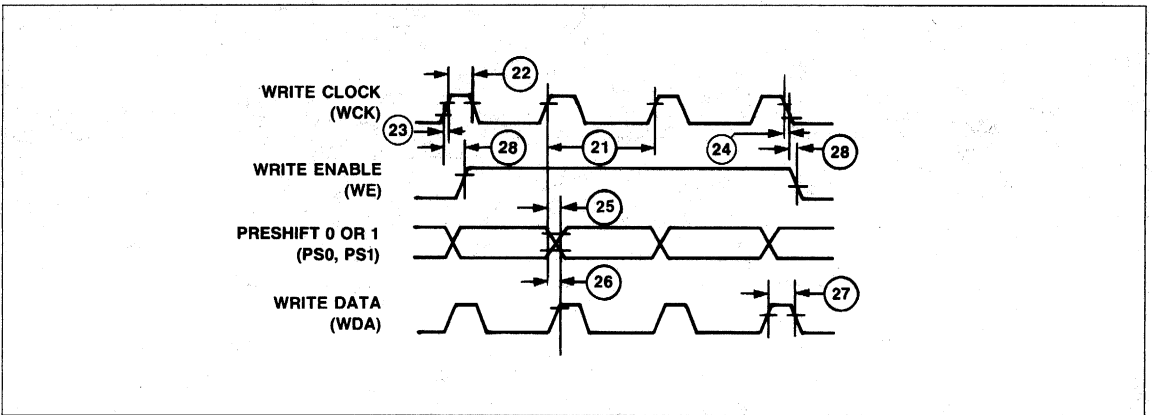 WRITE CLOCK
(WCK)
22
23
28
21
24
28
WRITE ENABLE
(WE)
25
PRESHIFT 0 OR 1
(PS0, PS1)
26
27
WRITE DATA
(WDA)